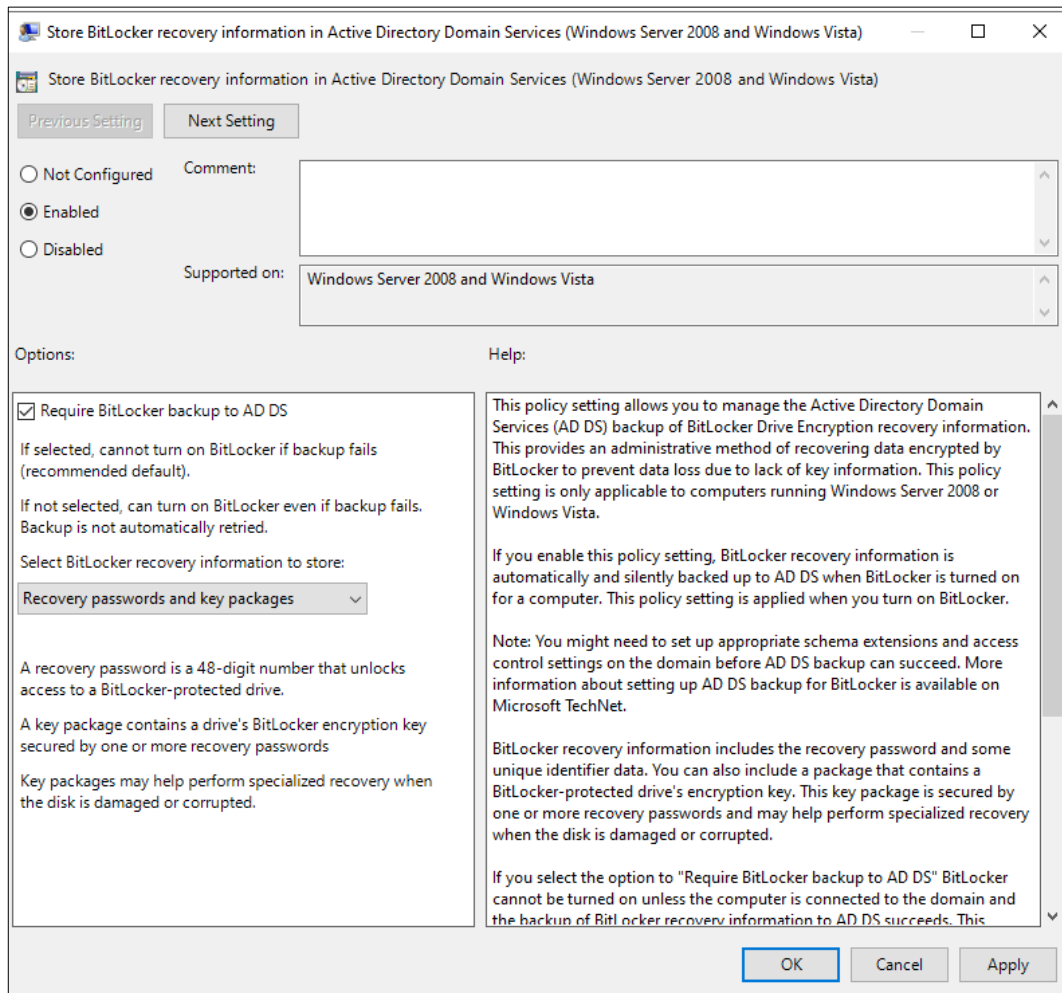 Store BitLocker recovery information in Active Directory Domain Services (Windows Server 2008 and Windows Vista)
Store BitLocker recovery information in Active Directory Domain Services (Windows Server 2008 and Windows Vista)
Previous Setting
Next Setting
Not Configured
Enabled
Disabled
Comment:
Supported on:
Windows Server 2008 and Windows Vista
Options:
Help:
Require BitLocker backup to AD DS
If selected, cannot turn on BitLocker if backup fails
(recommended default).
If not selected, can turn on BitLocker even if backup fails.
Backup is not automatically retried.
Select BitLocker recovery information to store:
Recovery passwords and key packages
A recovery password is a 48-digit number that unlocks
access to a BitLocker-protected drive.
A key package contains a drive's BitLocker encryption key
secured by one or more recovery passwords
Key packages may help perform specialized recovery when
the disk is damaged or corrupted.
This policy setting allows you to manage the Active Directory Domain
Services (AD DS) backup of BitLocker Drive Encryption recovery information.
This provides an administrative method of recovering data encrypted by
BitLocker to prevent data loss due to lack of key information. This policy
setting is only applicable to computers running Windows Server 2008 or
Windows Vista.
If you enable this policy setting, BitLocker recovery information is
automatically and silently backed up to AD DS when BitLocker is turned on
for a computer. This policy setting is applied when you turn on BitLocker.
Note: You might need to set up appropriate schema extensions and access
control settings on the domain before AD DS backup can succeed. More
information about setting up AD DS backup for BitLocker is available on
Microsoft TechNet.
BitLocker recovery information includes the recovery password and some
unique identifier data. You can also include a package that contains a
BitLocker-protected drive's encryption key. This key package is secured by
one or more recovery passwords and may help perform specialized recovery
when the disk is damaged or corrupted.
If you select the option to "Require BitLocker backup to AD DS" BitLocker
cannot be turned on unless the computer is connected to the domain and
the backup of BitLocker recovery information to AD DS succeeds. This
OK
Cancel
Apply